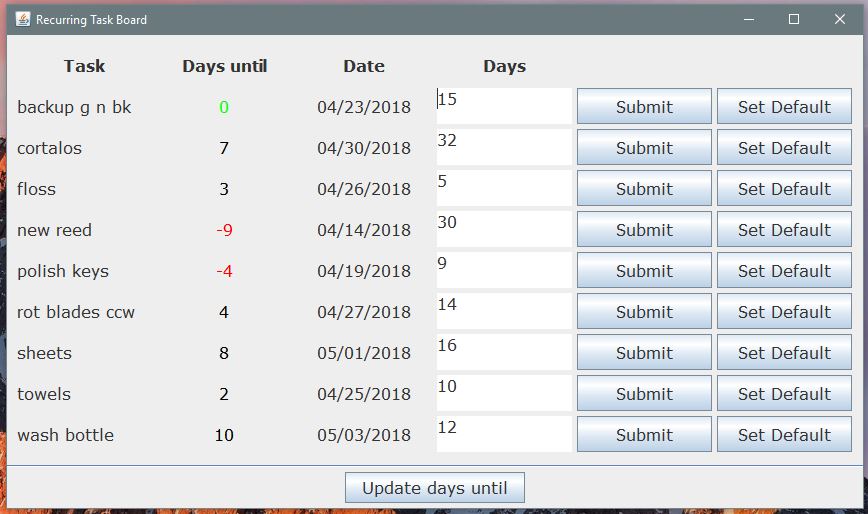 Recurring Task Board
Task Days until Date Days
backup g n bk 0 04/23/2018 15 Submit Set Default
cortalos 7 04/30/2018 32 Submit Set Default
floss 3 04/26/2018 5 Submit Set Default
new reed -9 04/14/2018 30 Submit Set Default
polish keys -4 04/19/2018 9 Submit Set Default
rot blades ccw 4 04/27/2018 14 Submit Set Default
sheets 8 05/01/2018 16 Submit Set Default
towels 2 04/25/2018 10 Submit Set Default
wash bottle 10 05/03/2018 12 Submit Set Default
Update days until